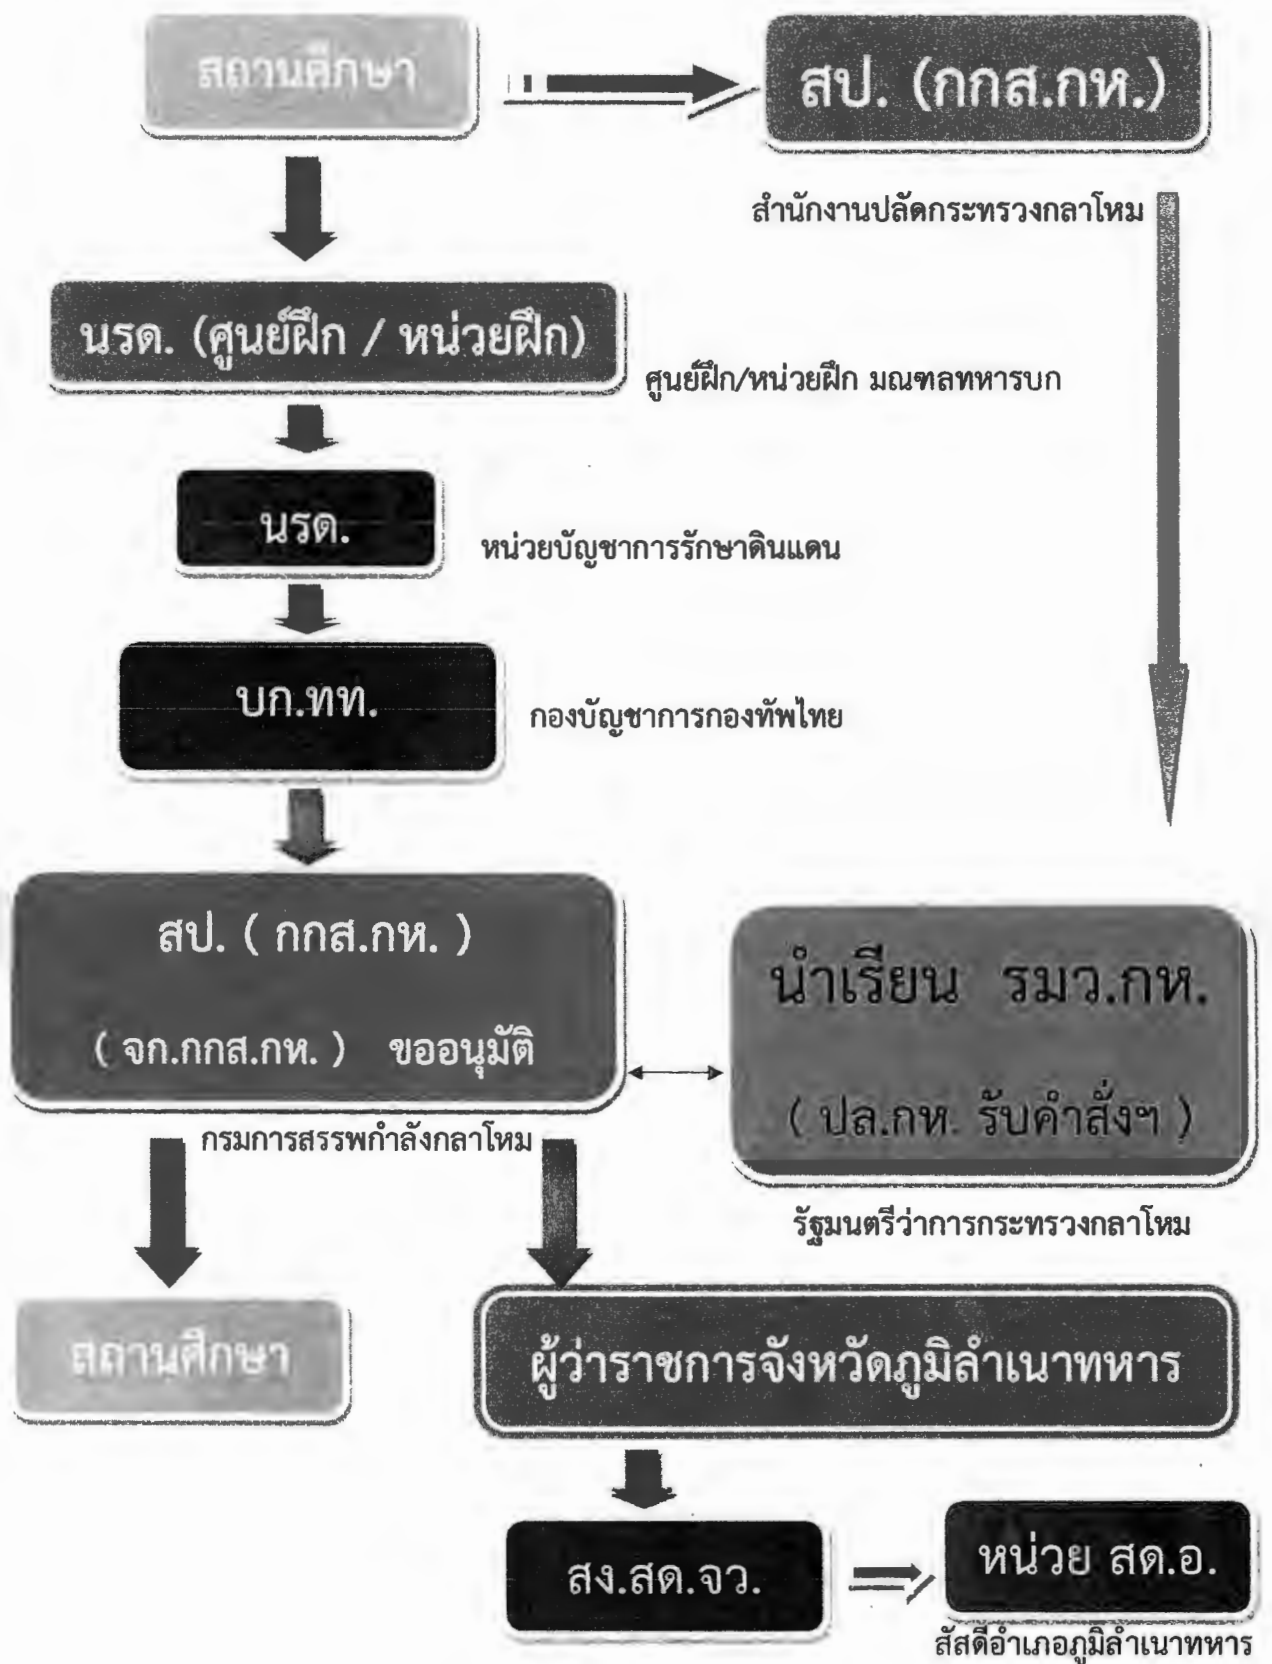 สถานศึกษา
สป. (กกส.กห.)
สำนักงานปลัดกระทรวงกลาโหม
นรด. (ศูนย์ฝึก / หน่วยฝึก)
ศูนย์ฝึก/หน่วยฝึก มณฑลทหารบก
นรด.
หน่วยบัญชาการรักษาดินแดน
บก.ทท.
กองบัญชาการกองทัพไทย
สป. ( กกส.กห. )
( จก.กกส.กห. ) ขออนุมัติ
กรมการสรรพกำลังกลาโหม
นำเรียน รมว.กห.
( ปล.กห. รับคำสั่งฯ )
รัฐมนตรีว่าการกระทรวงกลาโหม
สถานศึกษา
ผู้ว่าราชการจังหวัดภูมิลำเนาทหาร
สง.สด.จว.
หน่วย สด.อ.
สัสดีอำเภอภูมิลำเนาทหาร